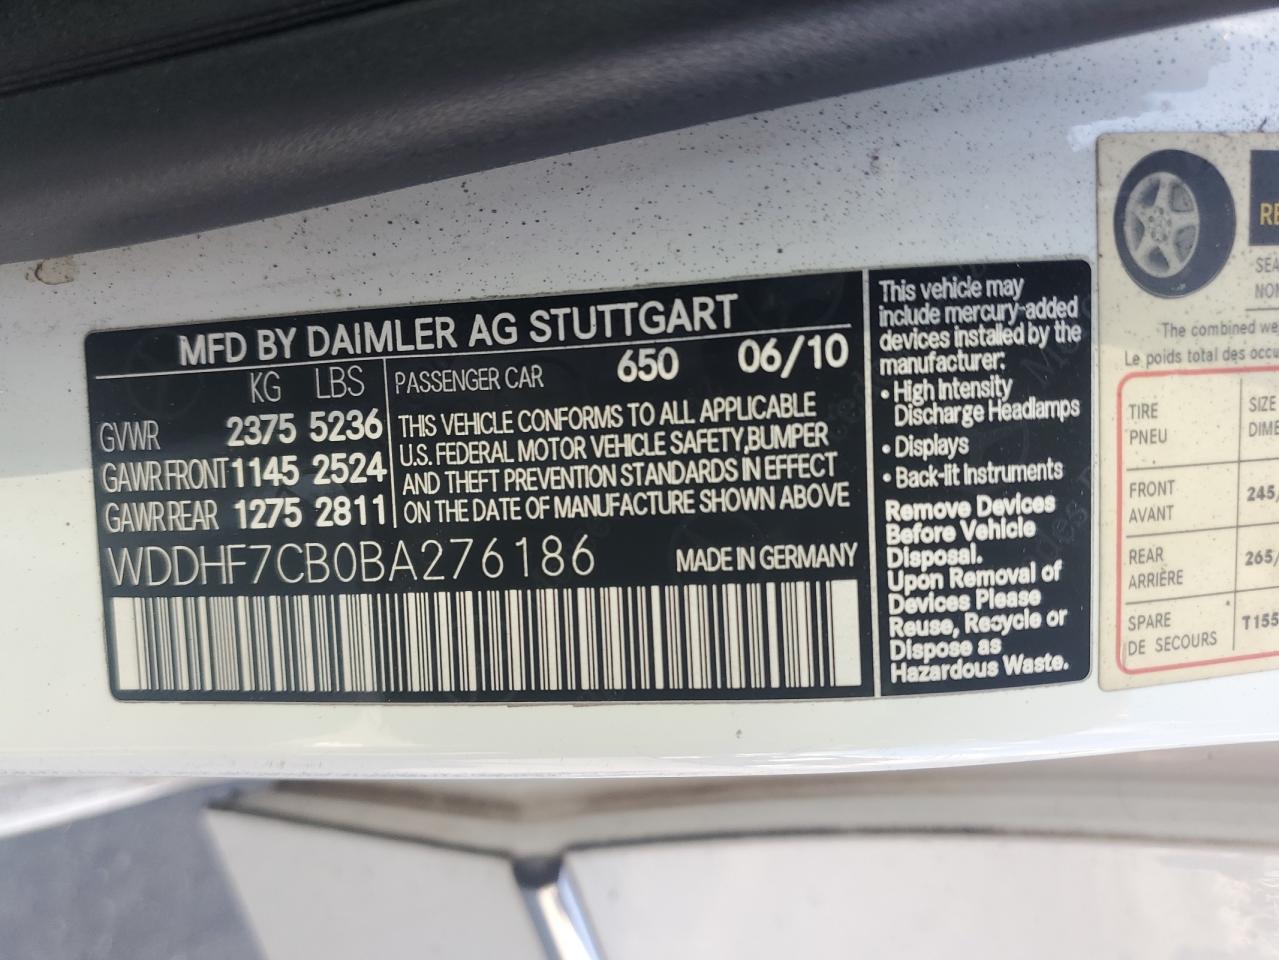 MFD BY DAIMLER AG STUTTGART
650 06/10
KG LBS
GVWR 2375 5236
GAWR FRONT 1145 2524
GAWR REAR 1275 2811
PASSENGER CAR
THIS VEHICLE CONFORMS TO ALL APPLICABLE
U.S. FEDERAL MOTOR VEHICLE SAFETY,BUMPER
AND THEFT PREVENTION STANDARDS IN EFFECT
ON THE DATE OF MANUFACTURE SHOWN ABOVE
WDDHF7CB0BA276186 MADE IN GERMANY
This vehicle may
include mercury-added
devices installed by the
manufacturer:
• High Intensity
Discharge Headlamps
• Displays
• Back-lit Instruments
Remove Devices
Before Vehicle
Disposal.
Upon Removal of
Devices Please
Reuse, Recycle or
Dispose as
Hazardous Waste.
The combined
Le poids total des
TIRE SIZE
PNEU
FRONT 245/
AVANT
REAR 265/
ARRIÈRE
SPARE T155
DE SECOURS